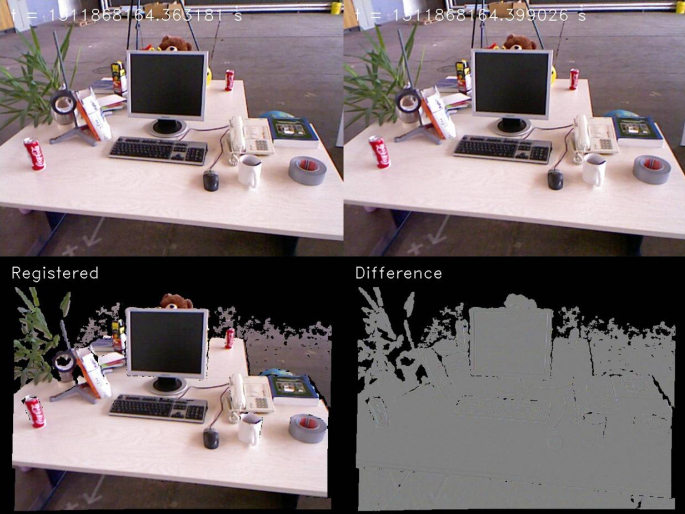 t = 1311868164.363181 s
t = 1311868164.399026 s
Registered
Difference